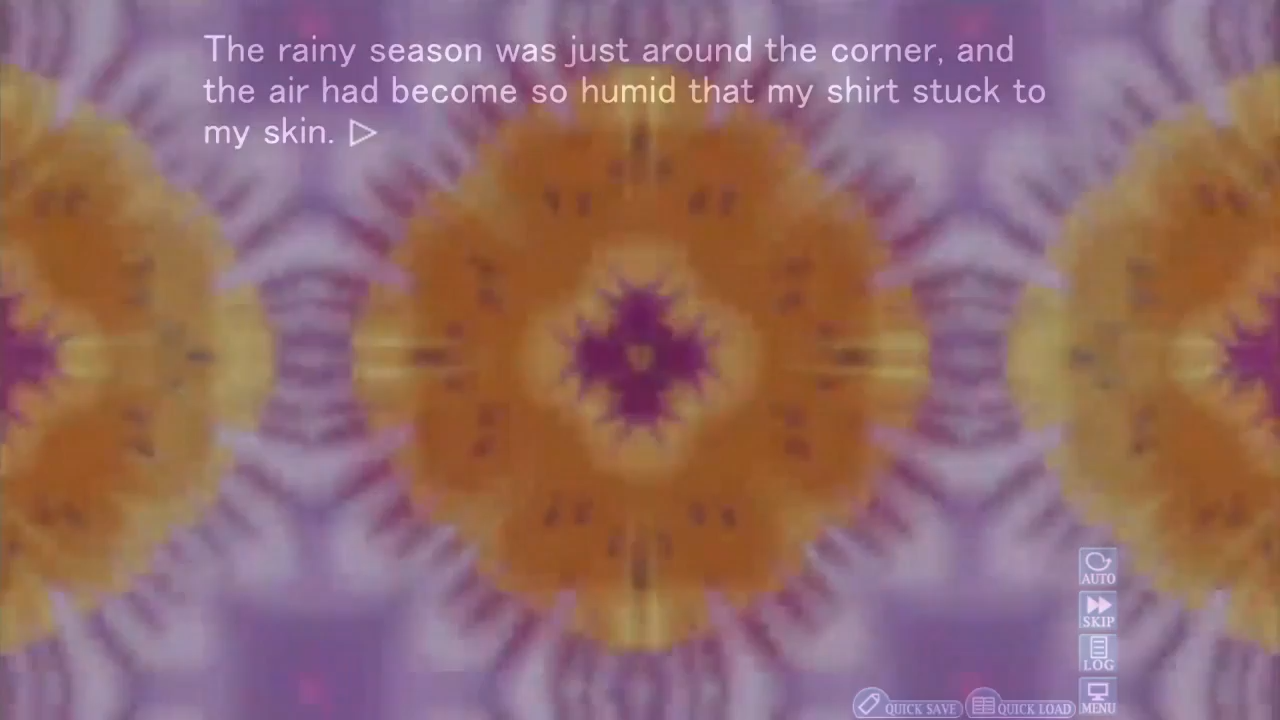 The rainy season was just around the corner, and
the air had become so humid that my shirt stuck to
my skin.
AUTO
SKIP
LOG
MENU
QUICK SAVE
QUICK LOAD